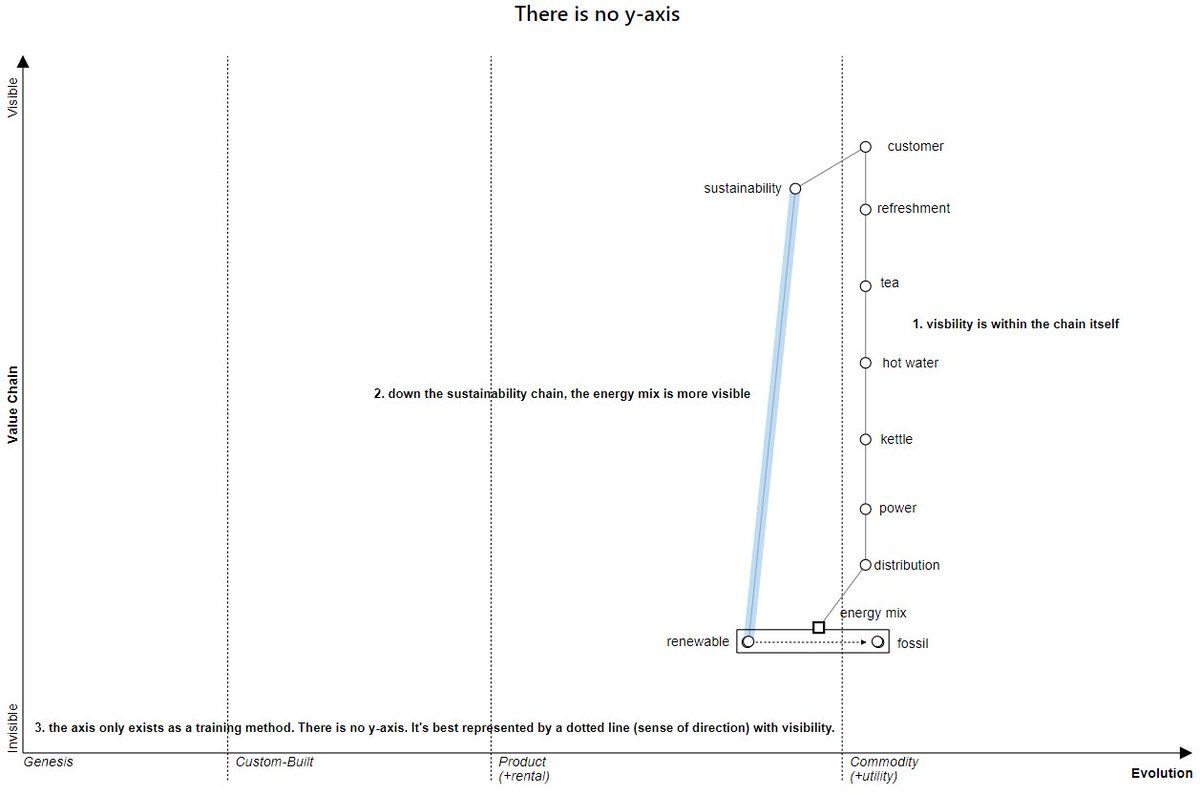 There is no y-axis
Visible
customer
sustainability
refreshment
tea
1. visbility is within the chain itself
hot water
2. down the sustainability chain, the energy mix is more visible
Value Chain
kettle
power
distribution
energy mix
renewable
fossil
Invisible
3. the axis only exists as a training method. There is no y-axis. It's best represented by a dotted line (sense of direction) with visibility.
Genesis
Custom-Built
Product
(+rental)
Commodity
(+utility)
Evolution